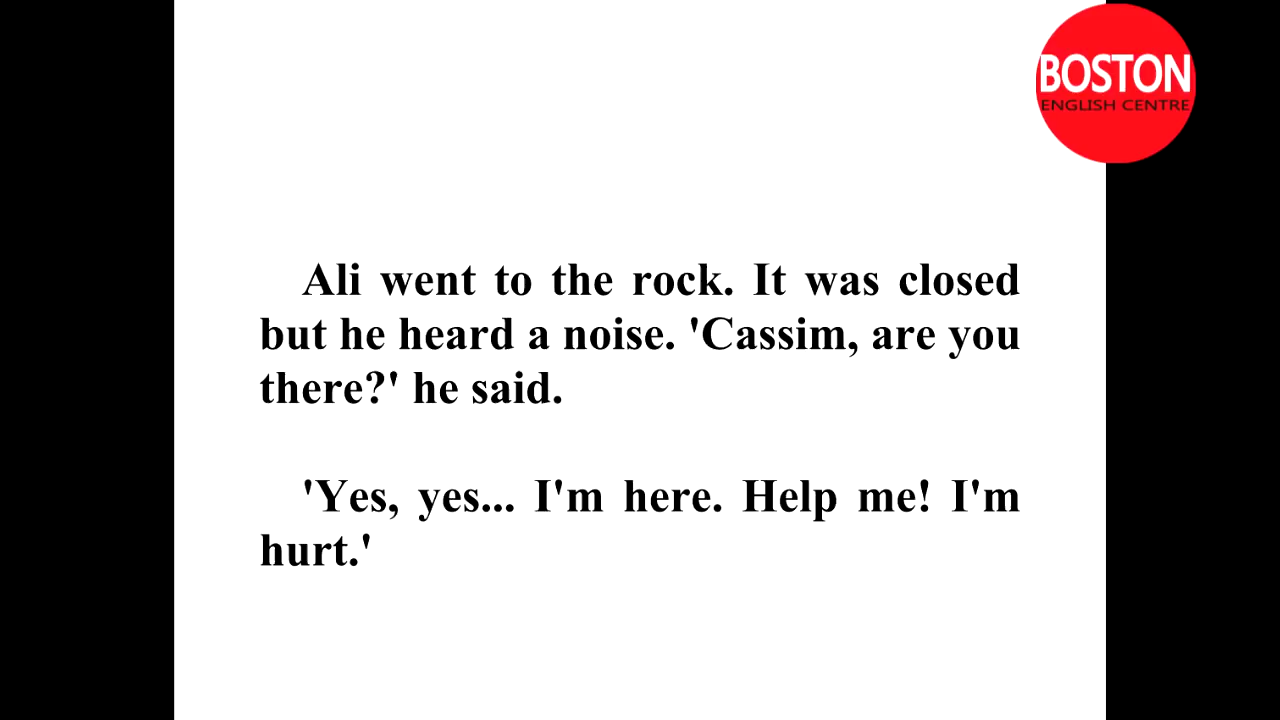 BOSTON
ENGLISH CENTRE
Ali went to the rock. It was closed
but he heard a noise. 'Cassim, are you
there?' he said.
'Yes, yes... I'm here. Help me! I'm
hurt.'